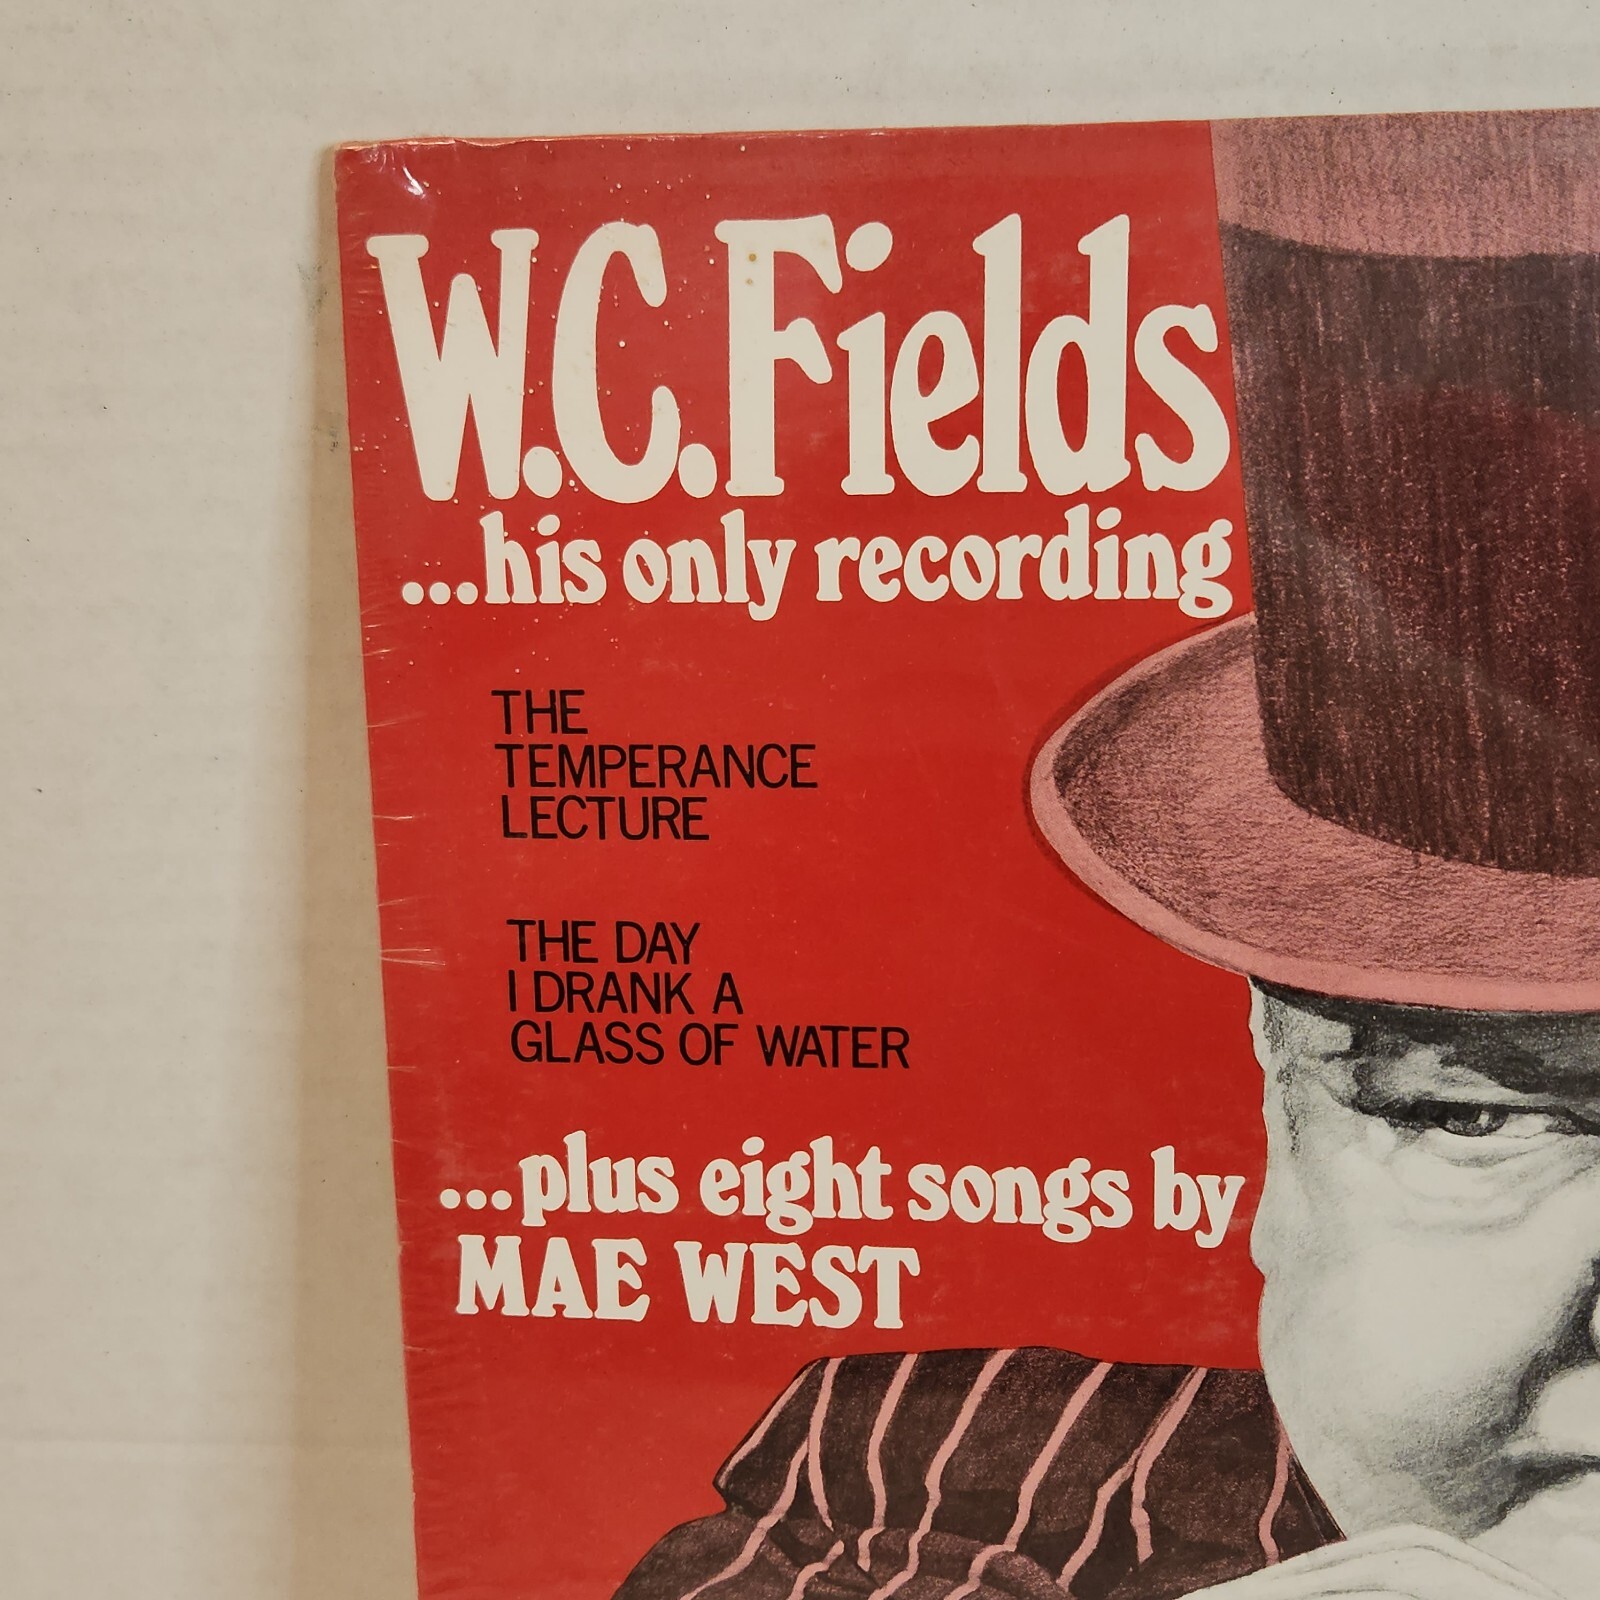 W.C. Fields
...his only recording
THE
TEMPERANCE
LECTURE
THE DAY
I DRANK A
GLASS OF WATER
...plus eight songs by
MAE WEST